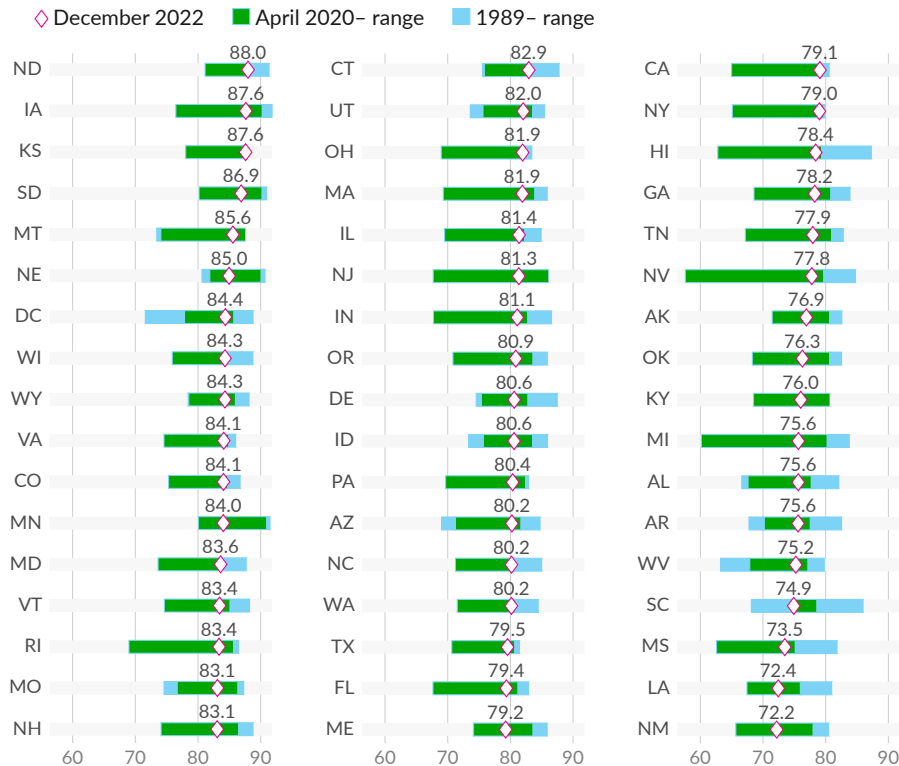 December 2022 April 2020– range 1989– range
88.0
ND
87.6
IA
87.6
KS
86.9
SD
85.6
MT
85.0
NE
84.4
DC
84.3
WI
84.3
WY
84.1
VA
84.1
CO
84.0
MN
83.6
MD
83.4
VT
83.4
RI
83.1
MO
83.1
NH
60 70 80 90
82.9
CT
82.0
UT
81.9
OH
81.9
MA
81.4
IL
81.3
NJ
81.1
IN
80.9
OR
80.6
DE
80.6
ID
80.4
PA
80.2
AZ
80.2
NC
80.2
WA
79.5
TX
79.4
FL
79.2
ME
60 70 80 90
79.1
CA
79.0
NY
78.4
HI
78.2
GA
77.9
TN
77.8
NV
76.9
AK
76.3
OK
76.0
KY
75.6
MI
75.6
AL
75.6
AR
75.2
WV
74.9
SC
73.5
MS
72.4
LA
72.2
NM
60 70 80 90